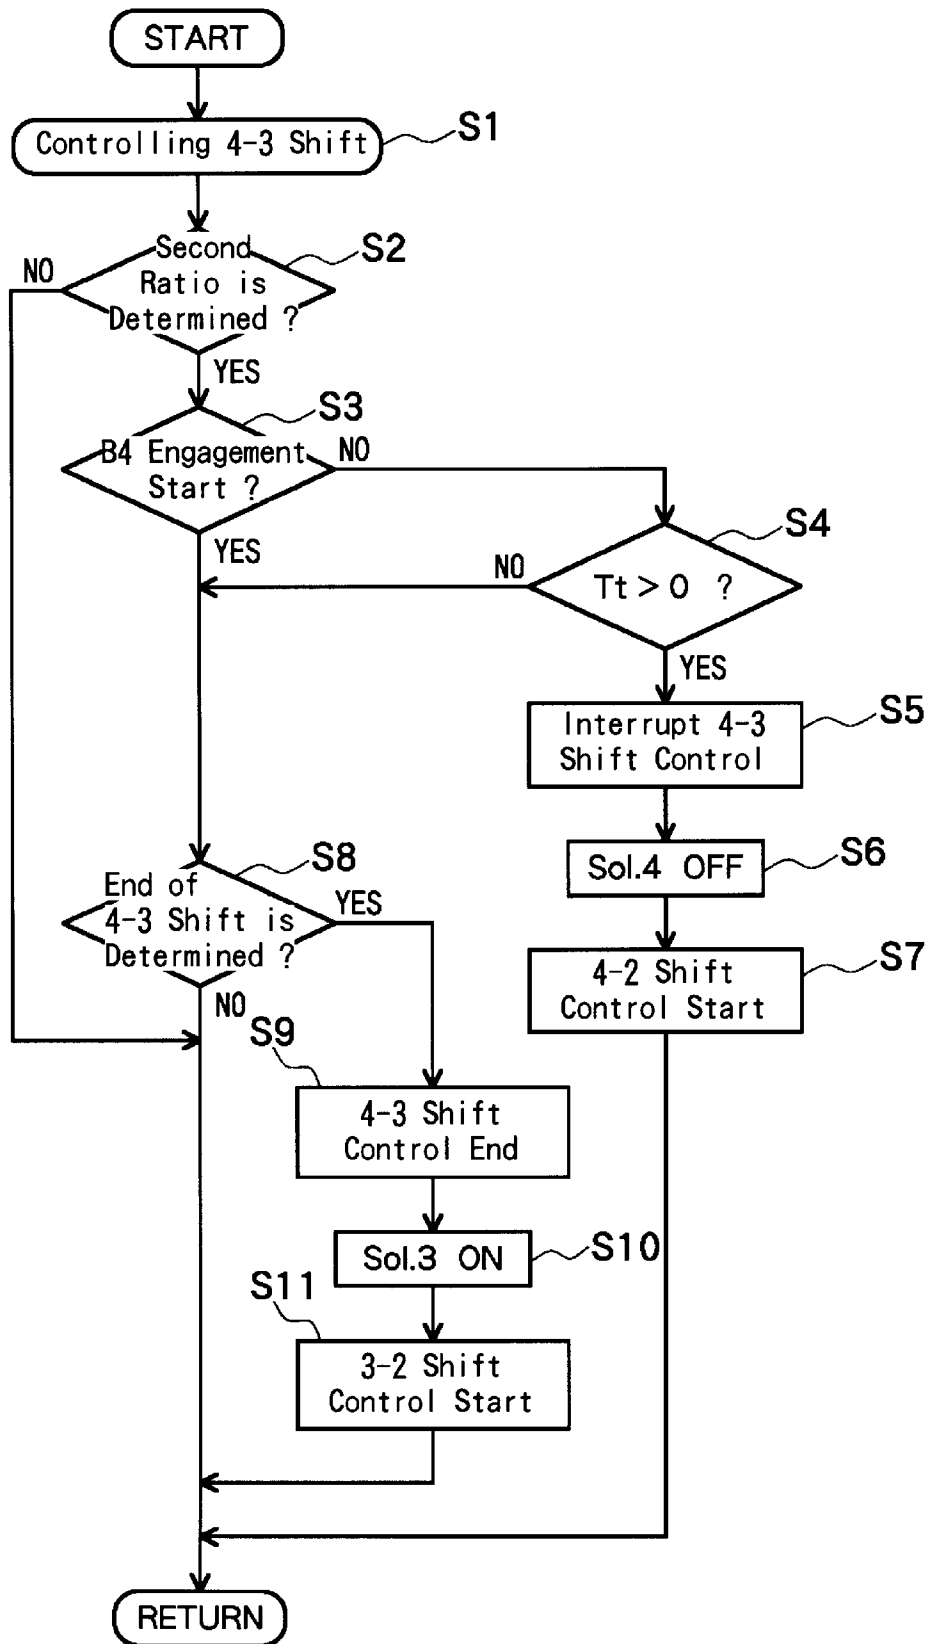 START
Controlling 4-3 Shift
S1
Second
Ratio is
Determined ?
S2
NO
YES
B4 Engagement
Start ?
S3
NO
YES
Tt > 0 ?
S4
NO
YES
Interrupt 4-3
Shift Control
S5
Sol.4 OFF
S6
4-2 Shift
Control Start
S7
End of
4-3 Shift is
Determined ?
S8
YES
NO
S9
4-3 Shift
Control End
Sol.3 ON
S10
S11
3-2 Shift
Control Start
RETURN